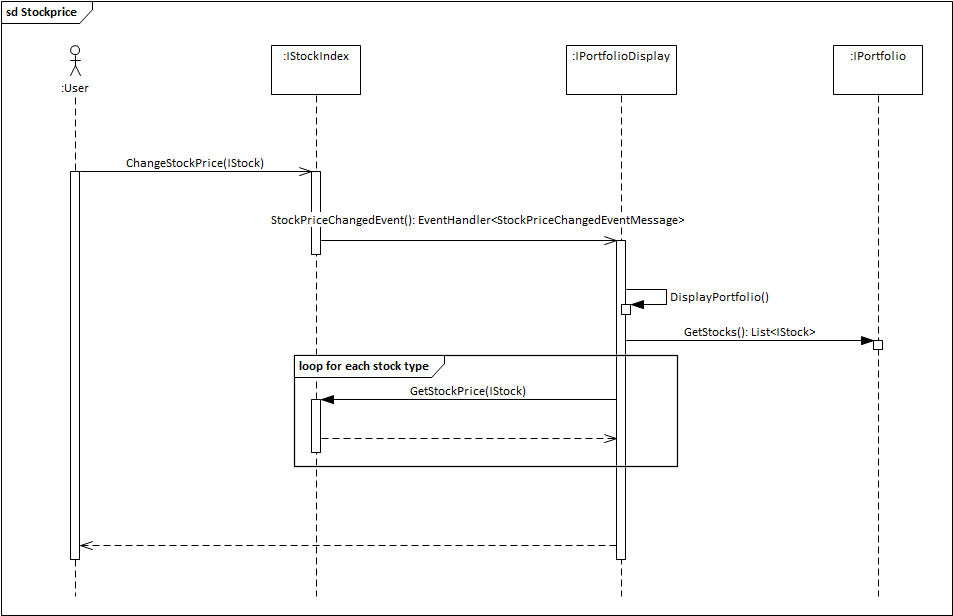 sd Stockprice
:User
:IStockIndex
:IPortfolioDisplay
:IPortfolio
ChangeStockPrice(IStock)
StockPriceChangedEvent(): EventHandler<StockPriceChangedEventMessage>
DisplayPortfolio()
GetStocks(): List<IStock>
loop for each stock type
GetStockPrice(IStock)